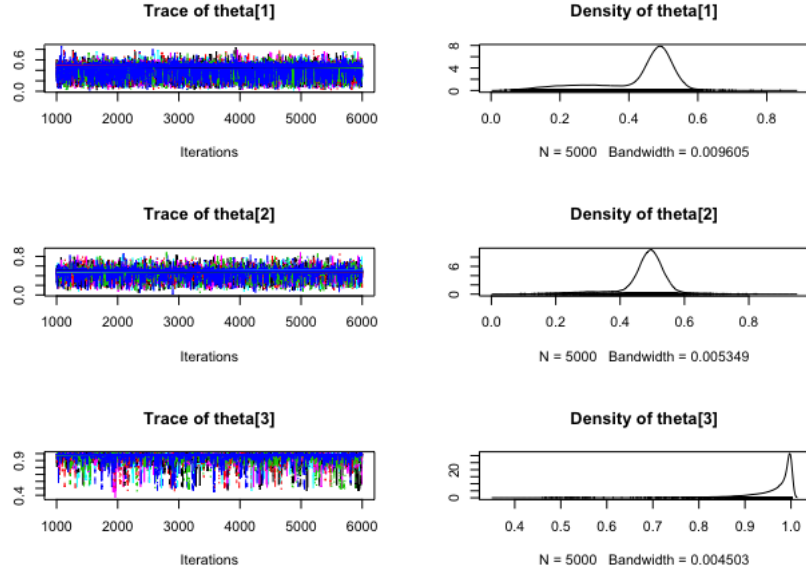 Trace of theta[1]
0.6
0.0
1000 2000 3000 4000 5000 6000
Iterations
Density of theta[1]
8
4
0
0.0 0.2 0.4 0.6 0.8
N = 5000 Bandwidth = 0.009605
Trace of theta[2]
0.8
0.0
1000 2000 3000 4000 5000 6000
Iterations
Density of theta[2]
6
0
0.0 0.2 0.4 0.6 0.8
N = 5000 Bandwidth = 0.005349
Trace of theta[3]
0.9
0.4
1000 2000 3000 4000 5000 6000
Iterations
Density of theta[3]
20
0
0.4 0.5 0.6 0.7 0.8 0.9 1.0
N = 5000 Bandwidth = 0.004503